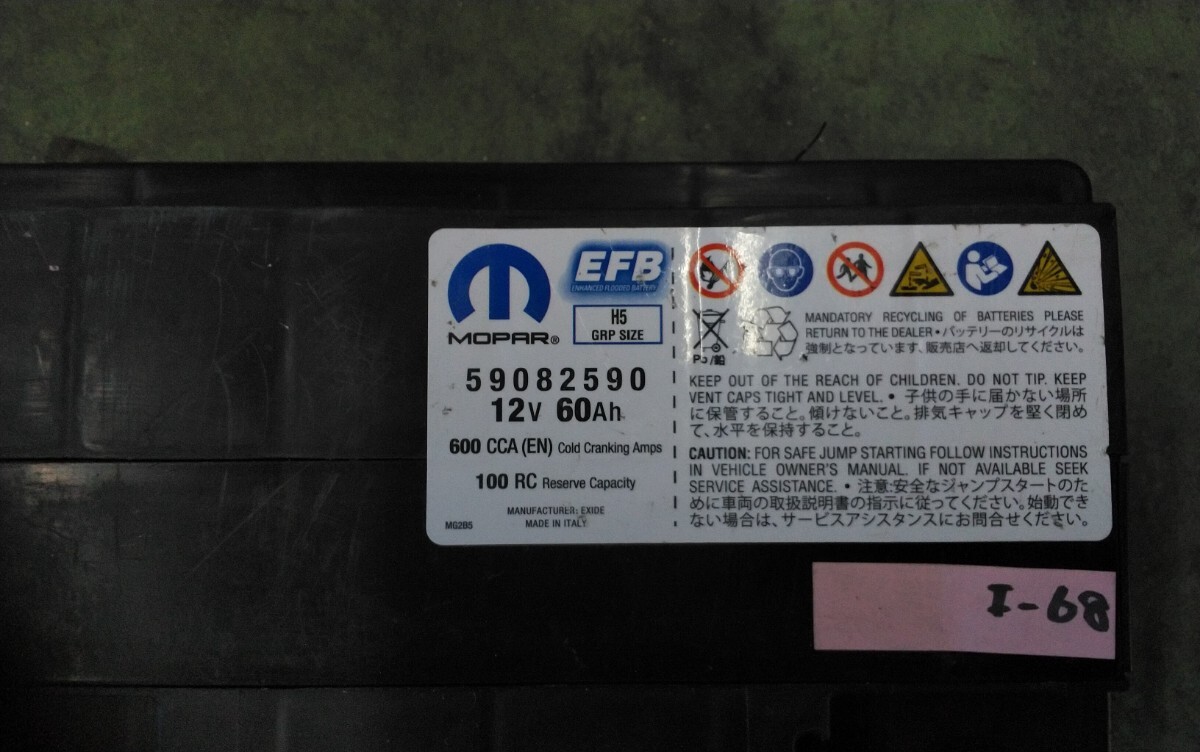 MOPAR®
EFB
ENHANCED FLOODED BATTERY
H5
GRP SIZE
59082590
12V 60Ah
600 CCA (EN) Cold Cranking Amps
100 RC Reserve Capacity
MANUFACTURER: EXIDE
MADE IN ITALY
MG2B5
Pb/鉛
MANDATORY RECYCLING OF BATTERIES PLEASE
RETURN TO THE DEALER • バッテリーのリサイクルは
強制となっています、販売店へ返却してください。
KEEP OUT OF THE REACH OF CHILDREN. DO NOT TIP. KEEP
VENT CAPS TIGHT AND LEVEL. • 子供の手に届かない場所
に保管すること。傾けないこと。排気キャップを堅く閉め
て、水平を保持すること。
CAUTION: FOR SAFE JUMP STARTING FOLLOW INSTRUCTIONS
IN VEHICLE OWNER'S MANUAL. IF NOT AVAILABLE SEEK
SERVICE ASSISTANCE. • 注意:安全なジャンプスタートのた
めに車両の取扱説明書の指示に従ってください。始動でき
ない場合は、サービスアシスタンスにお問合せください。
I-68